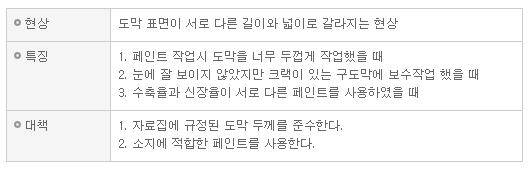 현상
도막 표면이 서로 다른 길이와 넓이로 갈라지는 현상
특징
1. 페인트 작업시 도막을 너무 두껍게 작업했을 때
2. 눈에 잘 보이지 않았지만 크랙이 있는 구도막에 보수작업 했을 때
3. 수축율과 신장율이 서로 다른 페인트를 사용하였을 때
대책
1. 자료집에 규정된 도막 두께를 준수한다.
2. 소지에 적합한 페인트를 사용한다.